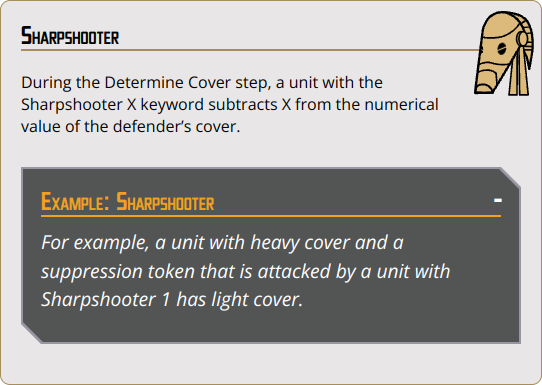 Sharpshooter
During the Determine Cover step, a unit with the
Sharpshooter X keyword subtracts X from the numerical
value of the defender’s cover.
Example: Sharpshooter -
For example, a unit with heavy cover and a
suppression token that is attacked by a unit with
Sharpshooter 1 has light cover.